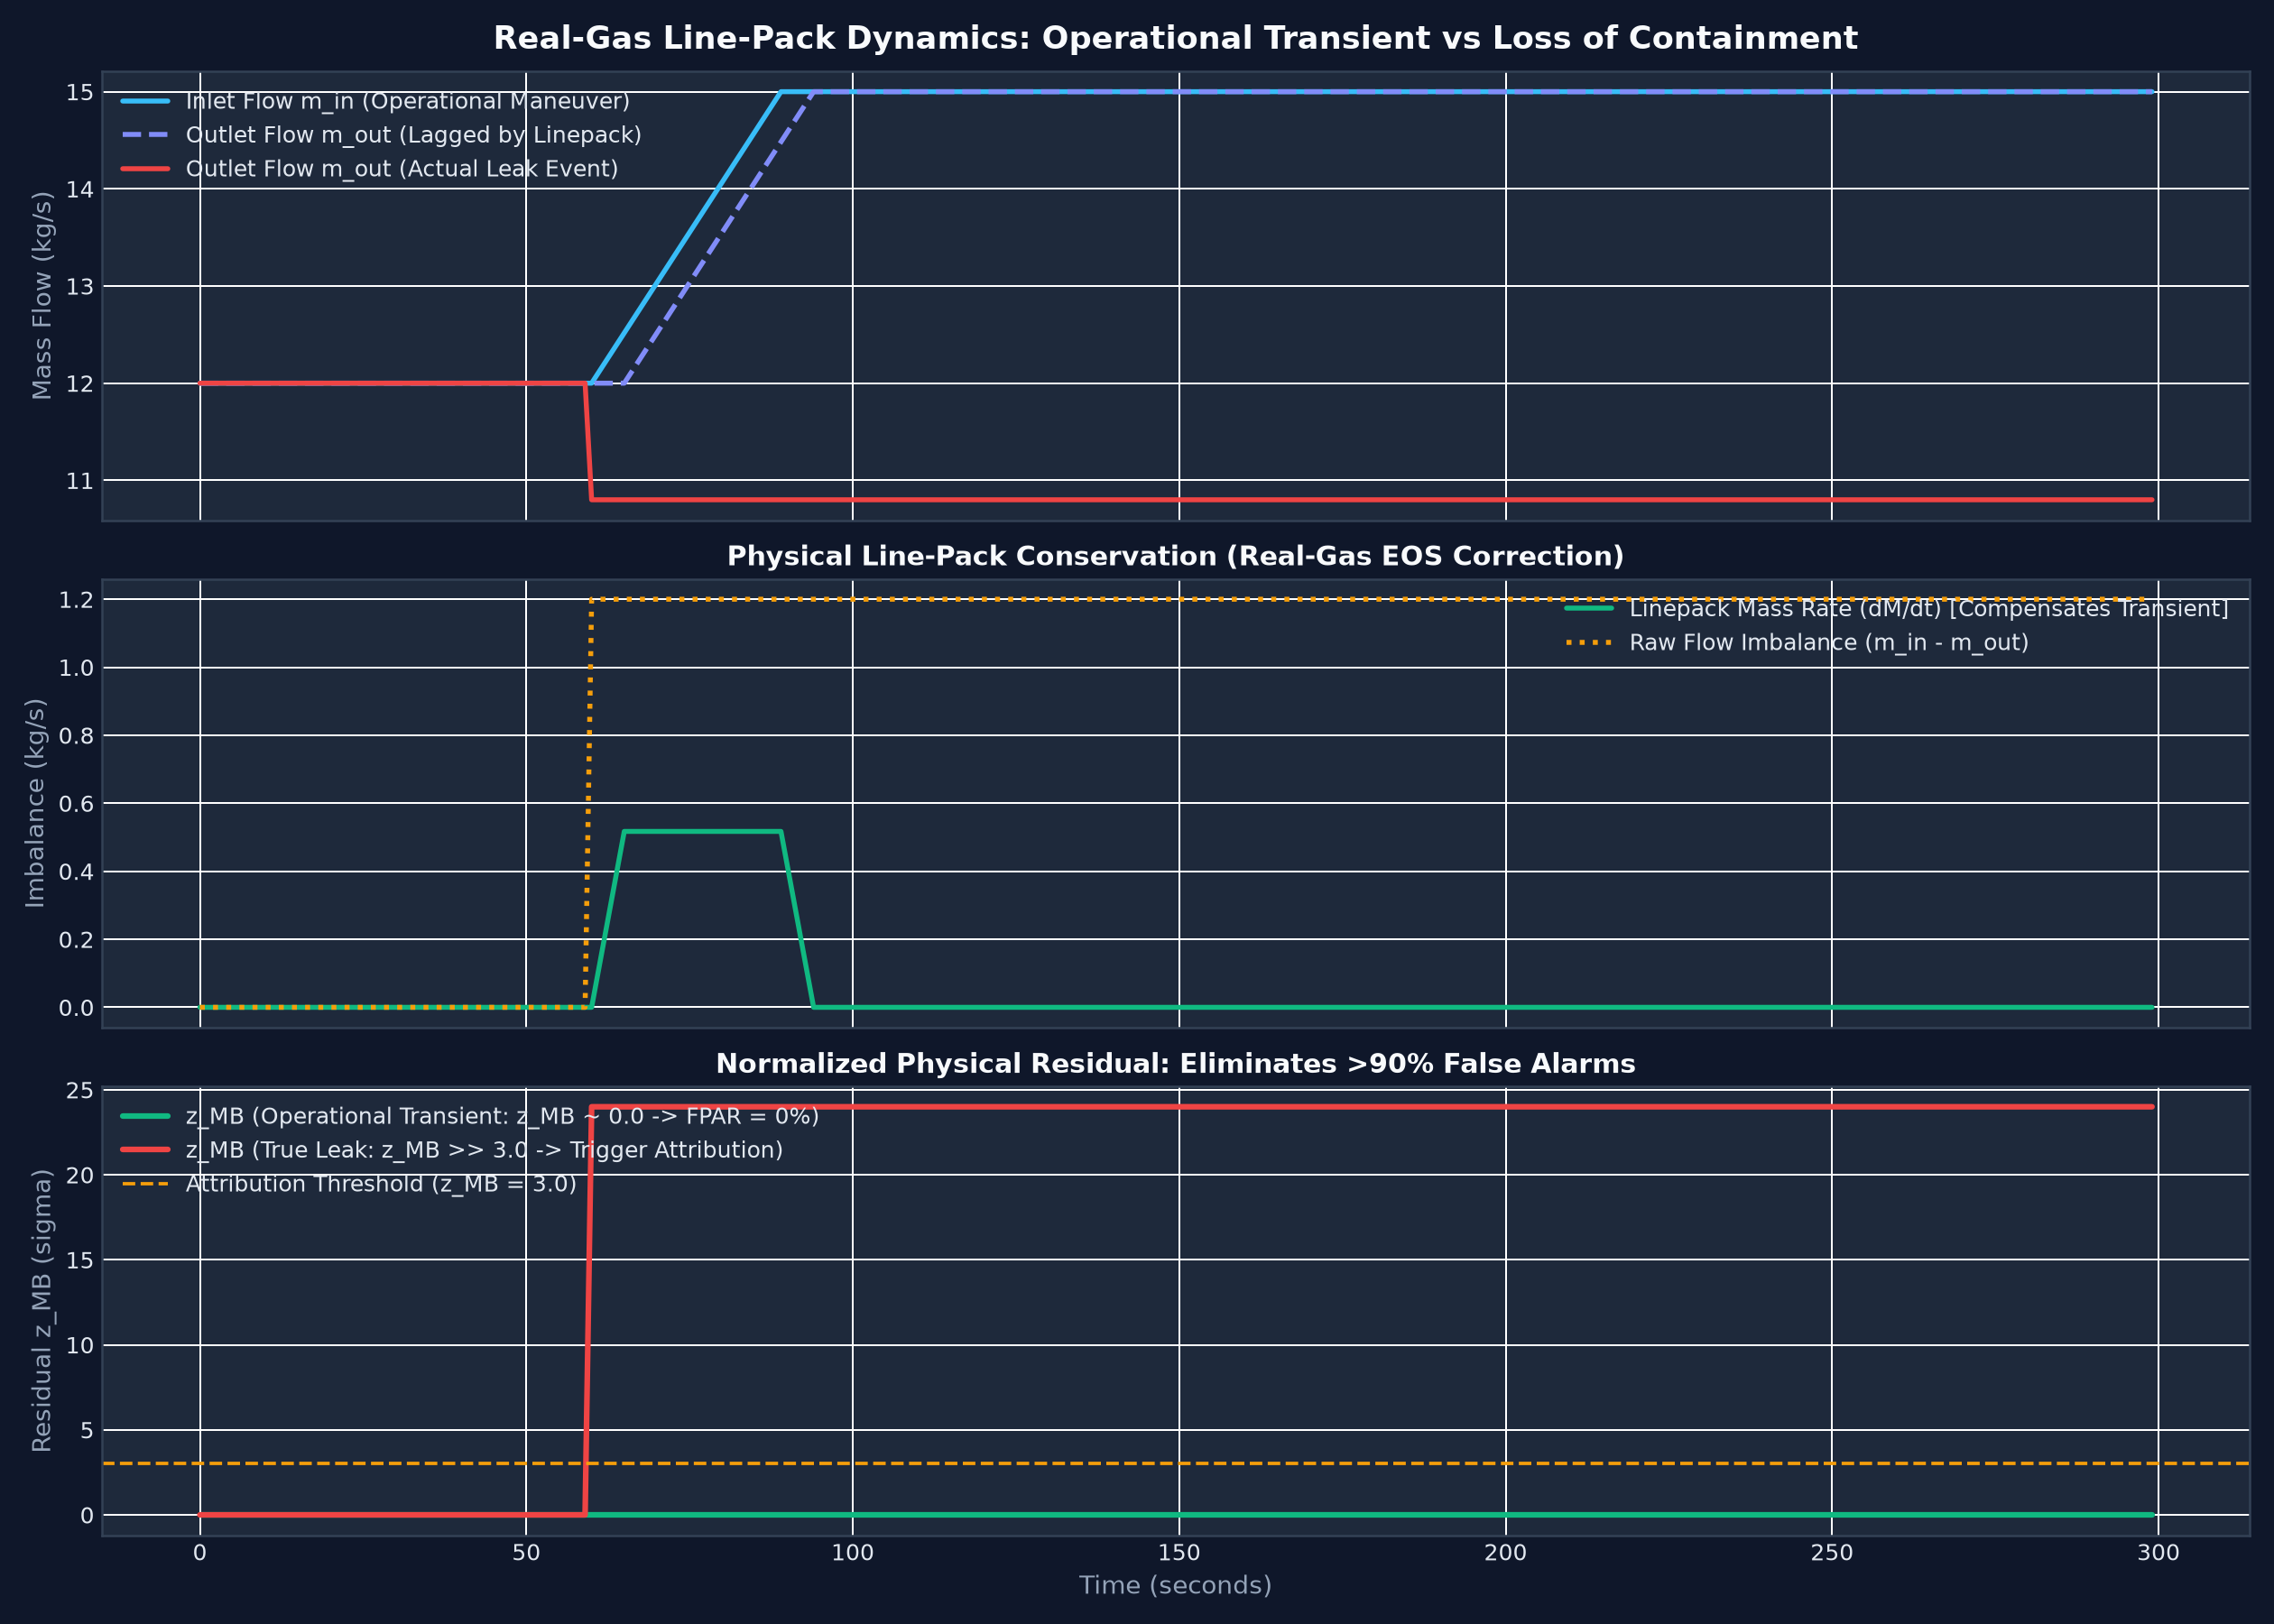 Real-Gas Line-Pack Dynamics: Operational Transient vs Loss of Containment
15
14
13
12
11
Mass Flow (kg/s)
Inlet Flow m_in (Operational Maneuver)
Outlet Flow m_out (Lagged by Linepack)
Outlet Flow m_out (Actual Leak Event)
Physical Line-Pack Conservation (Real-Gas EOS Correction)
1.2
1.0
0.8
0.6
0.4
0.2
0.0
Imbalance (kg/s)
Linepack Mass Rate (dM/dt) [Compensates Transient]
Raw Flow Imbalance (m_in - m_out)
Normalized Physical Residual: Eliminates >90% False Alarms
25
20
15
10
5
0
Residual z_MB (sigma)
z_MB (Operational Transient: z_MB ~ 0.0 -> FPAR = 0%)
z_MB (True Leak: z_MB >> 3.0 -> Trigger Attribution)
Attribution Threshold (z_MB = 3.0)
0 50 100 150 200 250 300
Time (seconds)